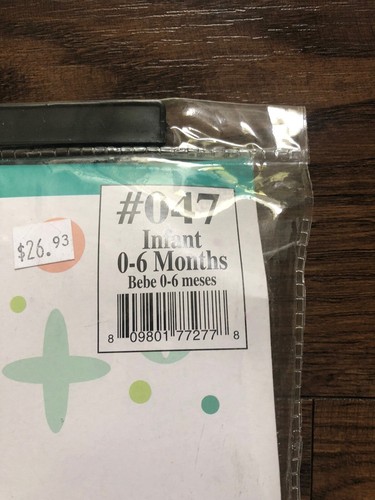 #047
$26.93
Infant
0-6 Months
Bebe 0-6 meses
8 09801 77277 8